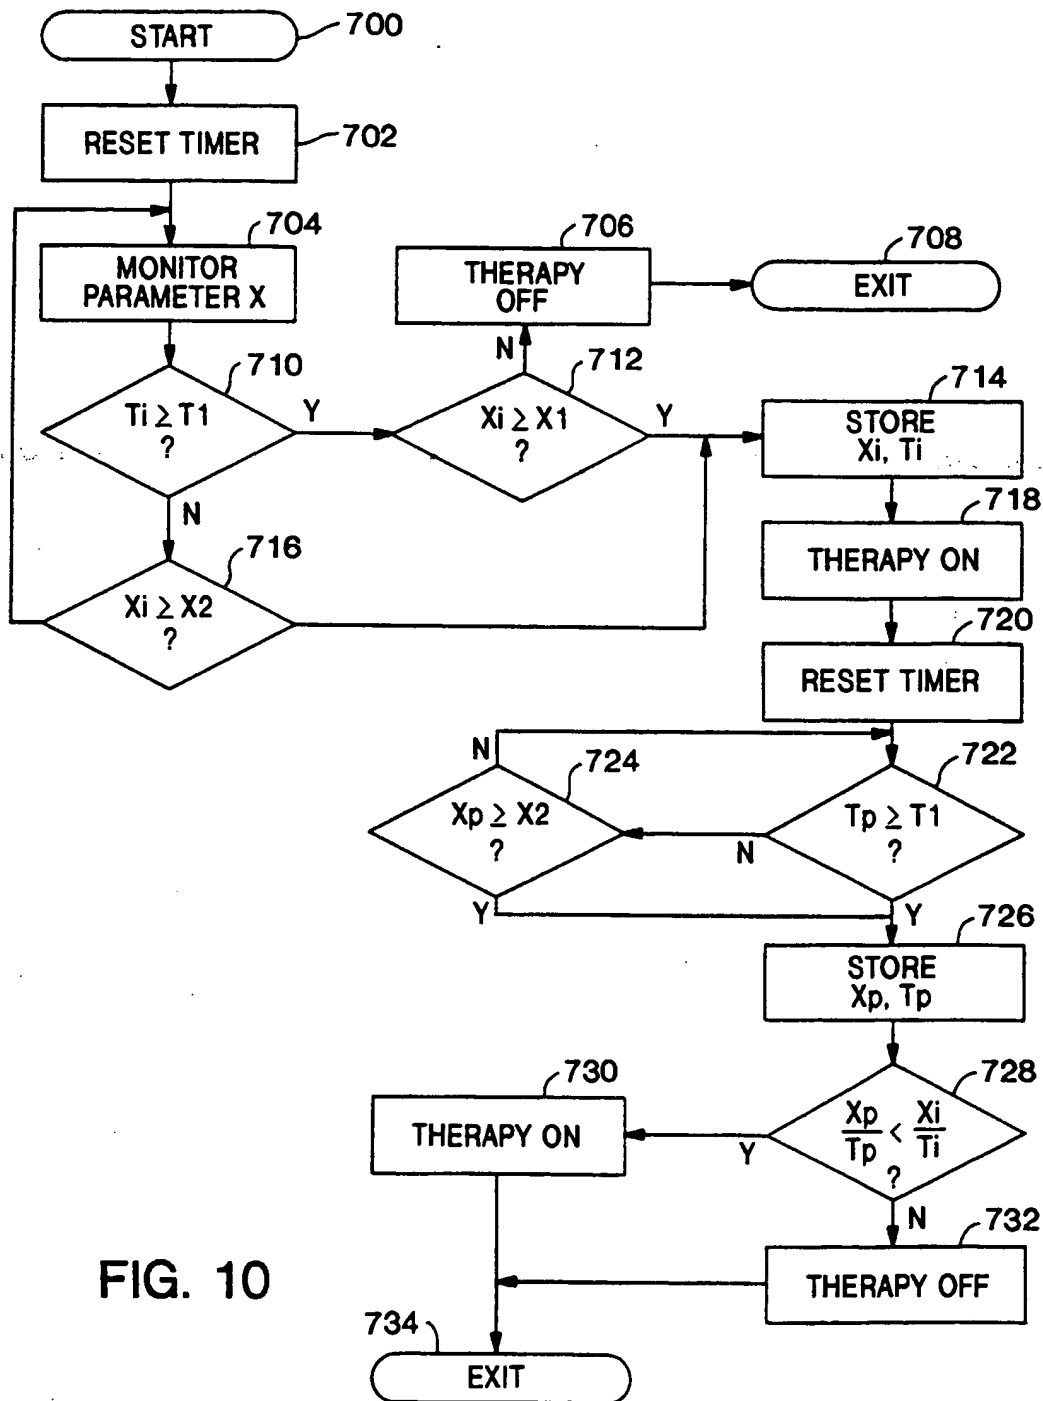 START
700
RESET TIMER
702
704
MONITOR
PARAMETER X
706
THERAPY
OFF
708
EXIT
710
Ti ≥ T1
?
Y
N
N
712
Xi ≥ X1
?
Y
714
STORE
Xi, Ti
716
Xi ≥ X2
?
718
THERAPY ON
720
RESET TIMER
722
Tp ≥ T1
?
N
Y
724
Xp ≥ X2
?
N
Y
726
STORE
Xp, Tp
728
Xp/Tp < Xi/Ti
?
Y
N
730
THERAPY ON
732
THERAPY OFF
734
EXIT
FIG. 10